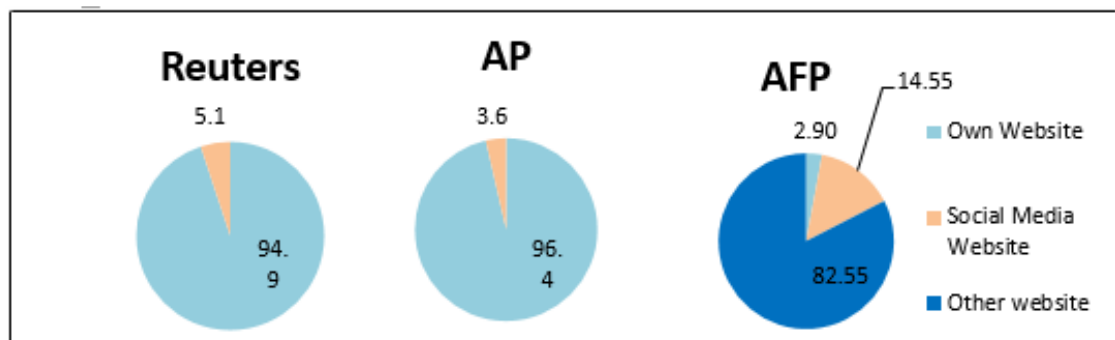 Reuters
5.1
94.
9
AP
3.6
96.
4
AFP
14.55
2.90
82.55
Own Website
Social Media
Website
Other website